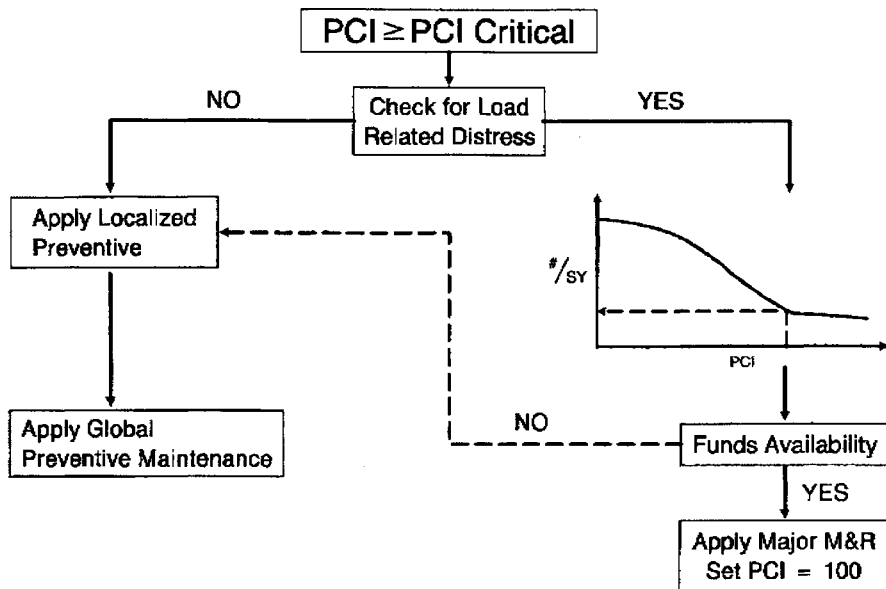 PCI ≥ PCI Critical
NO
Check for Load
Related Distress
YES
Apply Localized
Preventive
#/SY
PCI
Apply Global
Preventive Maintenance
NO
Funds Availability
YES
Apply Major M&R
Set PCI = 100